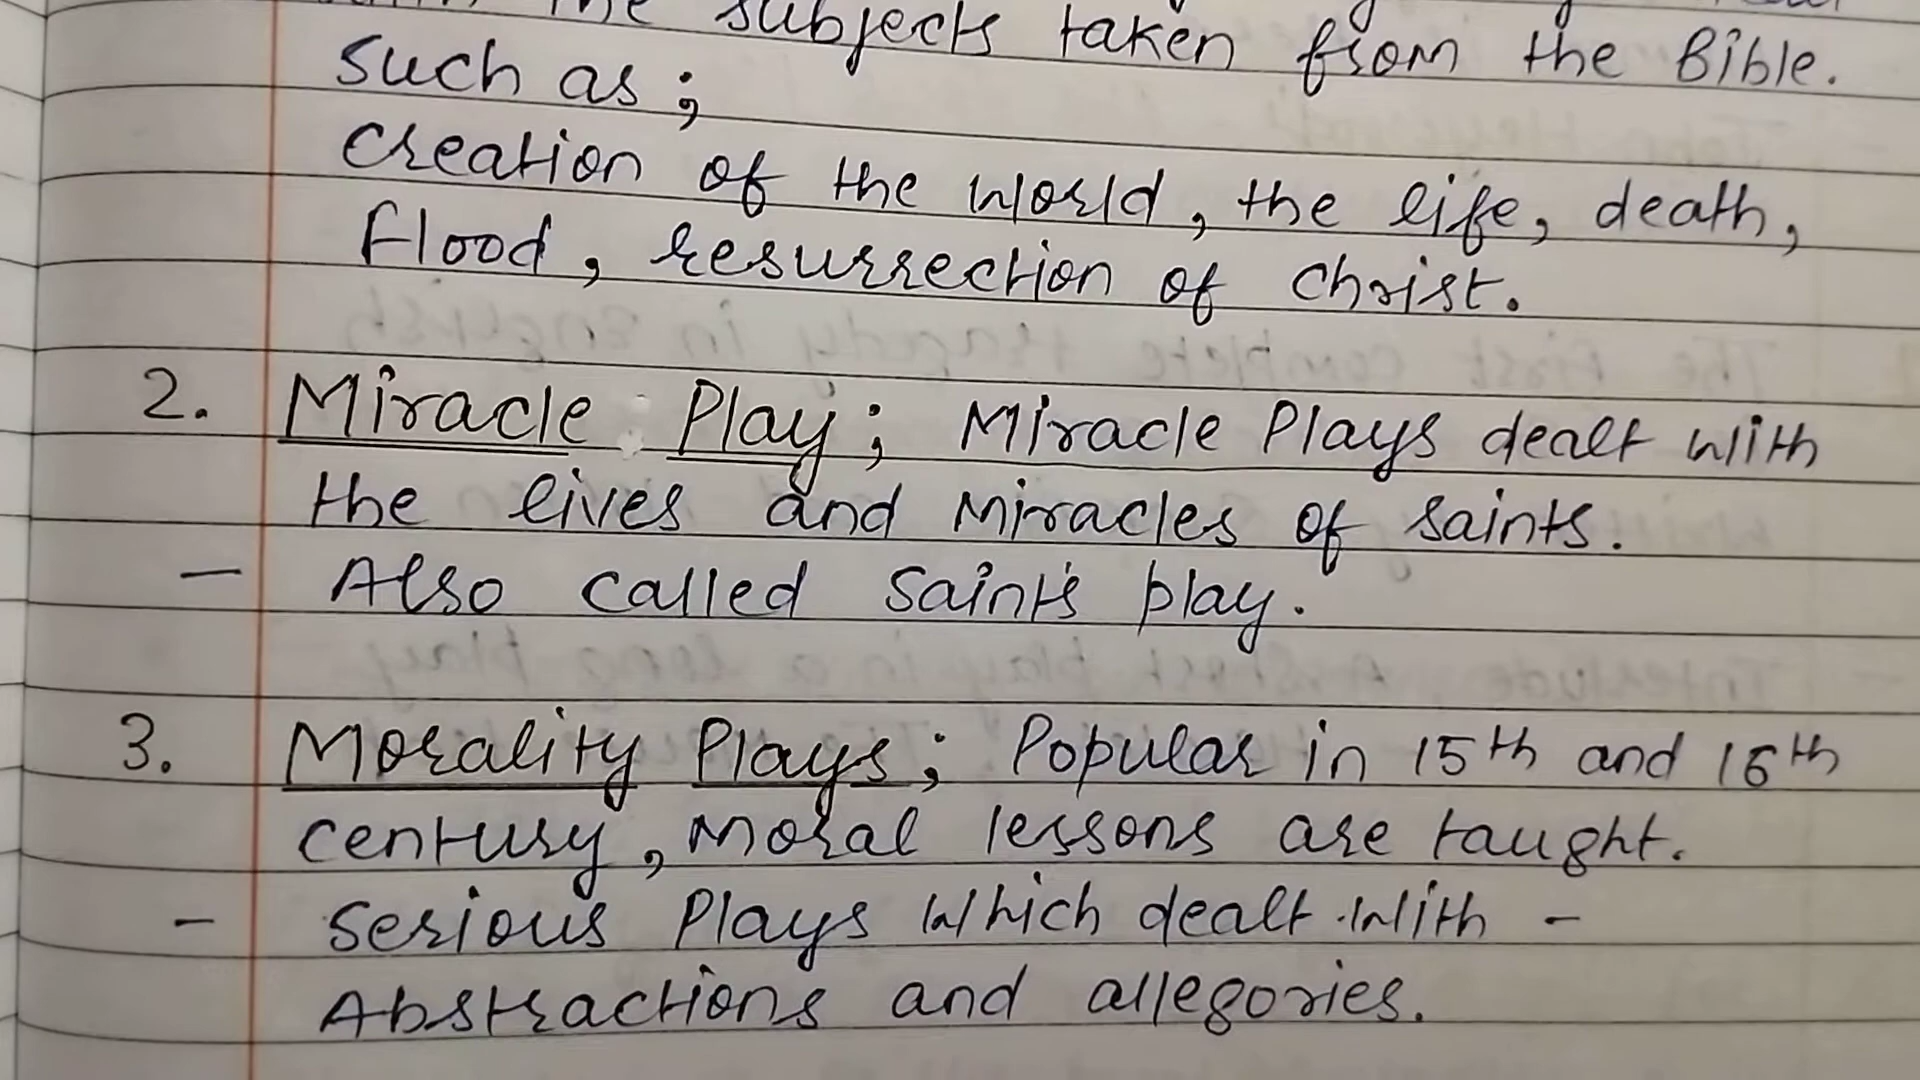 the subjects taken from the Bible.
such as;
creation of the world, the life, death,
flood, resurrection of christ.
2. Miracle Play; Miracle Plays dealt with
the lives and Miracles of saints.
- Also called saint's play.
3. Morality Plays; Popular in 15th and 16th
century, moral lessons are taught.
- serious Plays which dealt with -
Abstractions and allegories.